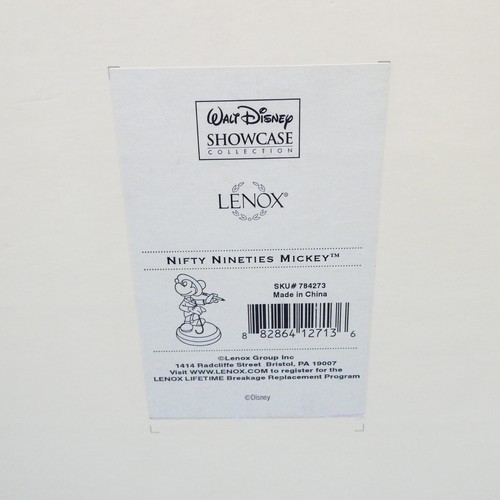 Walt Disney
SHOWCASE
COLLECTION
LENOX®
NIFTY NINETIES MICKEY™
SKU# 784273
Made in China
8 82864 12713 6
©Lenox Group Inc
1414 Radcliffe Street Bristol, PA 19007
Visit WWW.LENOX.COM to register for the
LENOX LIFETIME Breakage Replacement Program
©Disney